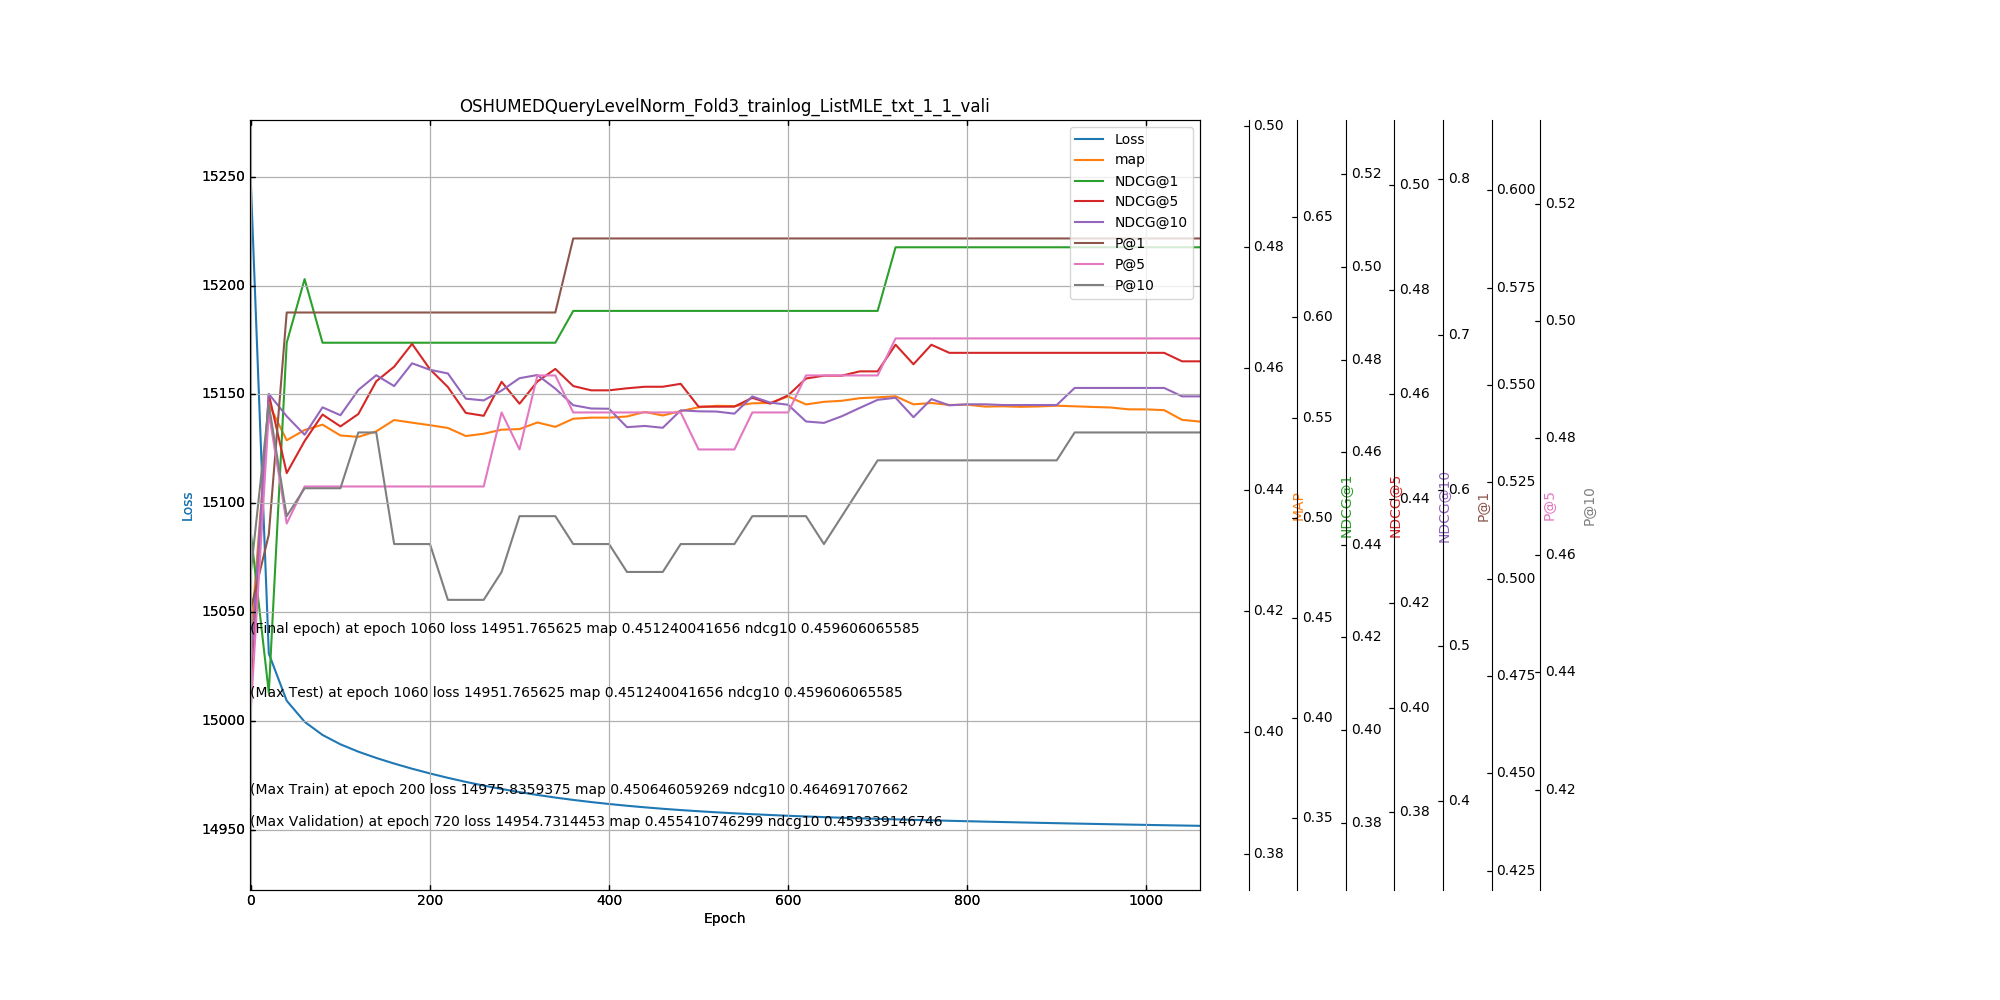 OSHUMEDQueryLevelNorm_Fold3_trainlog_ListMLE_txt_1_1_vali
Loss
map
NDCG@1
NDCG@5
NDCG@10
P@1
P@5
P@10
15250
15200
15150
15100
15050
15000
14950
Loss
(Final epoch) at epoch 1060 loss 14951.765625 map 0.451240041656 ndcg10 0.459606065585
(Max Test) at epoch 1060 loss 14951.765625 map 0.451240041656 ndcg10 0.459606065585
(Max Train) at epoch 200 loss 14975.8359375 map 0.450646059269 ndcg10 0.464691707662
(Max Validation) at epoch 720 loss 14954.7314453 map 0.455410746299 ndcg10 0.459339146746
0 200 400 600 800 1000
Epoch
0.50
0.48
0.46
0.44
0.42
0.40
0.38
MAP
0.65
0.60
0.55
0.50
0.45
0.40
0.35
NDCG@1
0.52
0.50
0.48
0.46
0.44
0.42
0.40
0.38
NDCG@5
0.50
0.48
0.46
0.44
0.42
0.40
0.38
NDCG@10
0.8
0.7
0.6
0.5
0.4
P@1
0.600
0.575
0.550
0.525
0.500
0.475
0.450
0.425
P@5
0.52
0.50
0.48
0.46
0.44
0.42
P@10